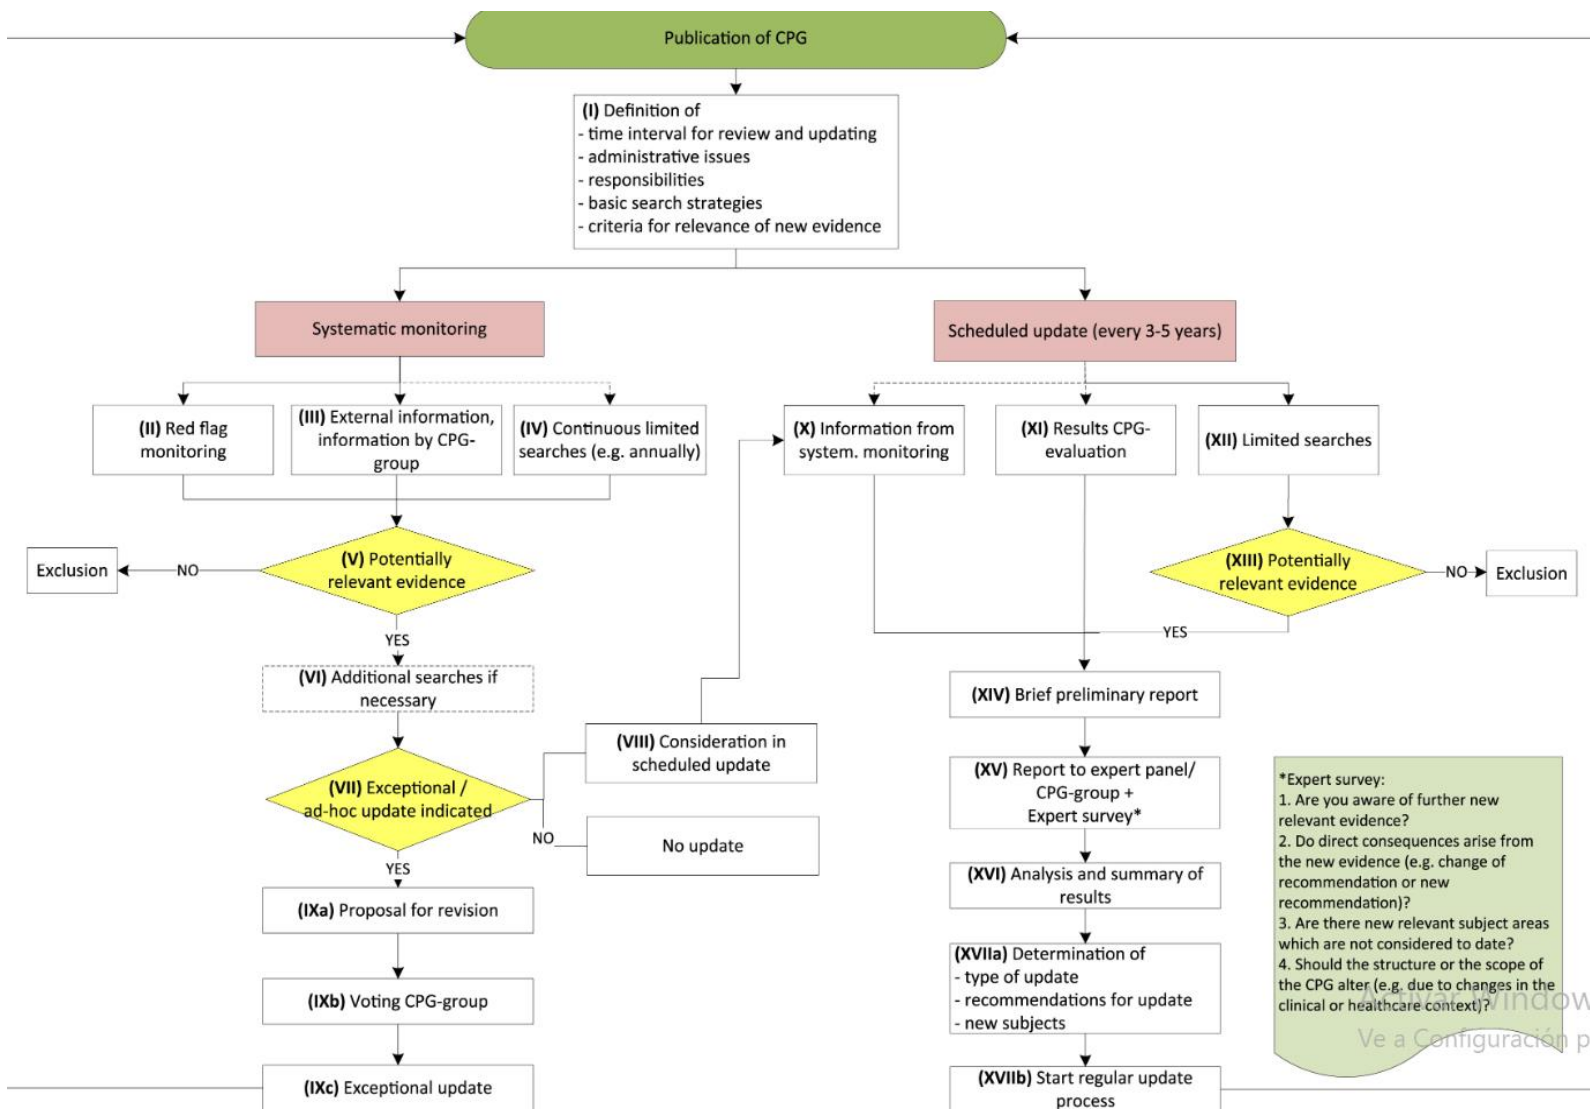 Publication of CPG
(I) Definition of
- time interval for review and updating
- administrative issues
- responsibilities
- basic search strategies
- criteria for relevance of new evidence
Systematic monitoring
Scheduled update (every 3-5 years)
(II) Red flag
monitoring
(III) External information,
information by CPG-
group
(IV) Continuous limited
searches (e.g. annually)
(X) Information from
system. monitoring
(XI) Results CPG-
evaluation
(XII) Limited searches
Exclusion
NO
(V) Potentially
relevant evidence
(XIII) Potentially
relevant evidence
NO
Exclusion
YES
YES
(VI) Additional searches if
necessary
(XIV) Brief preliminary report
(VII) Exceptional /
ad-hoc update indicated
(VIII) Consideration in
scheduled update
NO
No update
YES
(XV) Report to expert panel/
CPG-group +
Expert survey*
(XVI) Analysis and summary of
results
(IXa) Proposal for revision
(IXb) Voting CPG-group
(IXc) Exceptional update
(XVIIa) Determination of
- type of update
- recommendations for update
- new subjects
(XVIIb) Start regular update
process
*Expert survey:
1. Are you aware of further new
relevant evidence?
2. Do direct consequences arise from
the new evidence (e.g. change of
recommendation or new
recommendation)?
3. Are there new relevant subject areas
which are not considered to date?
4. Should the structure or the scope of
the CPG alter (e.g. due to changes in the
clinical or healthcare context)?
Activar Window
Ve a Configuración p